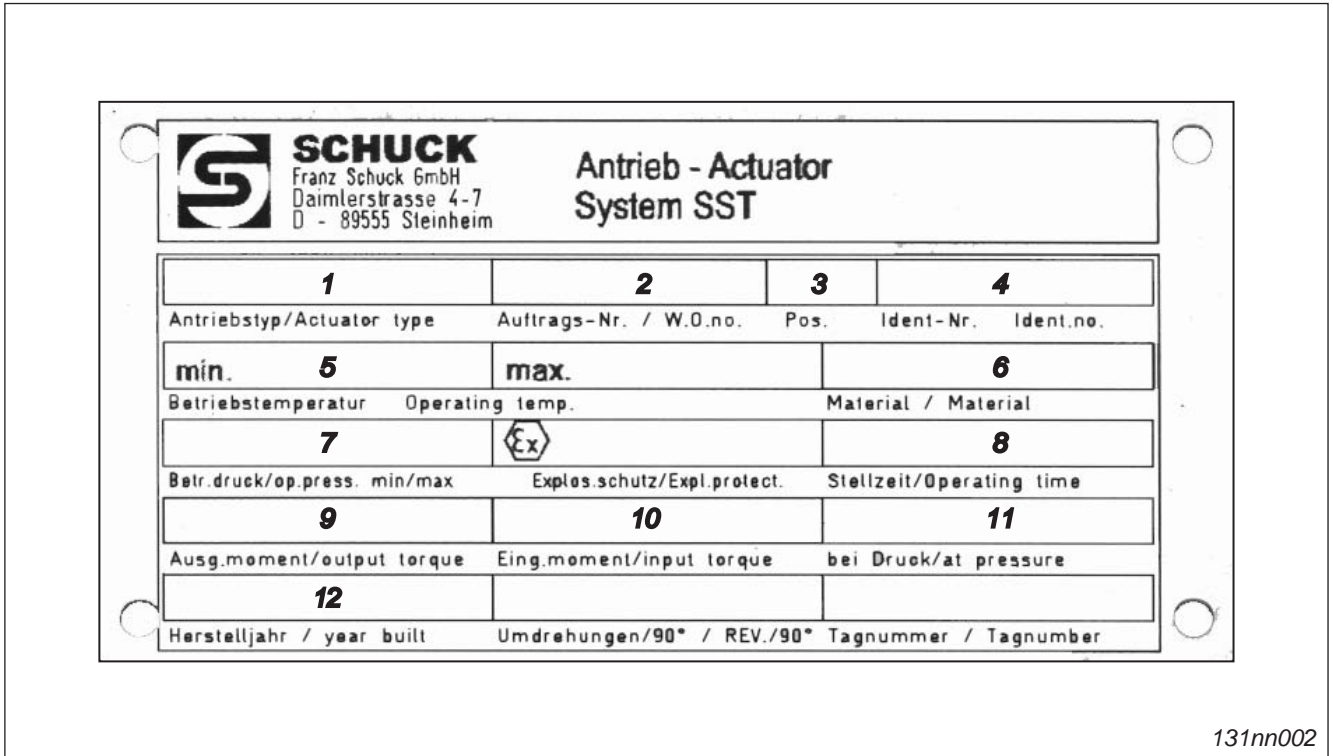 SCHUCK
Franz Schuck GmbH
Daimlerstrasse 4-7
D - 89555 Steinheim
Antrieb - Actuator
System SST
1 2 3 4
Antriebstyp/Actuator type Auftrags-Nr. / W.O.no. Pos. Ident-Nr. Ident.no.
min. 5 max. 6
Betriebstemperatur Operating temp. Material / Material
7 Ex 8
Betr.druck/op.press. min/max Explos.schutz/Expl.protect. Stellzeit/Operating time
9 10 11
Ausg.moment/output torque Eing.moment/input torque bei Druck/at pressure
12
Herstelljahr / year built Umdrehungen/90° / REV./90° Tagnummer / Tagnumber
131nn002